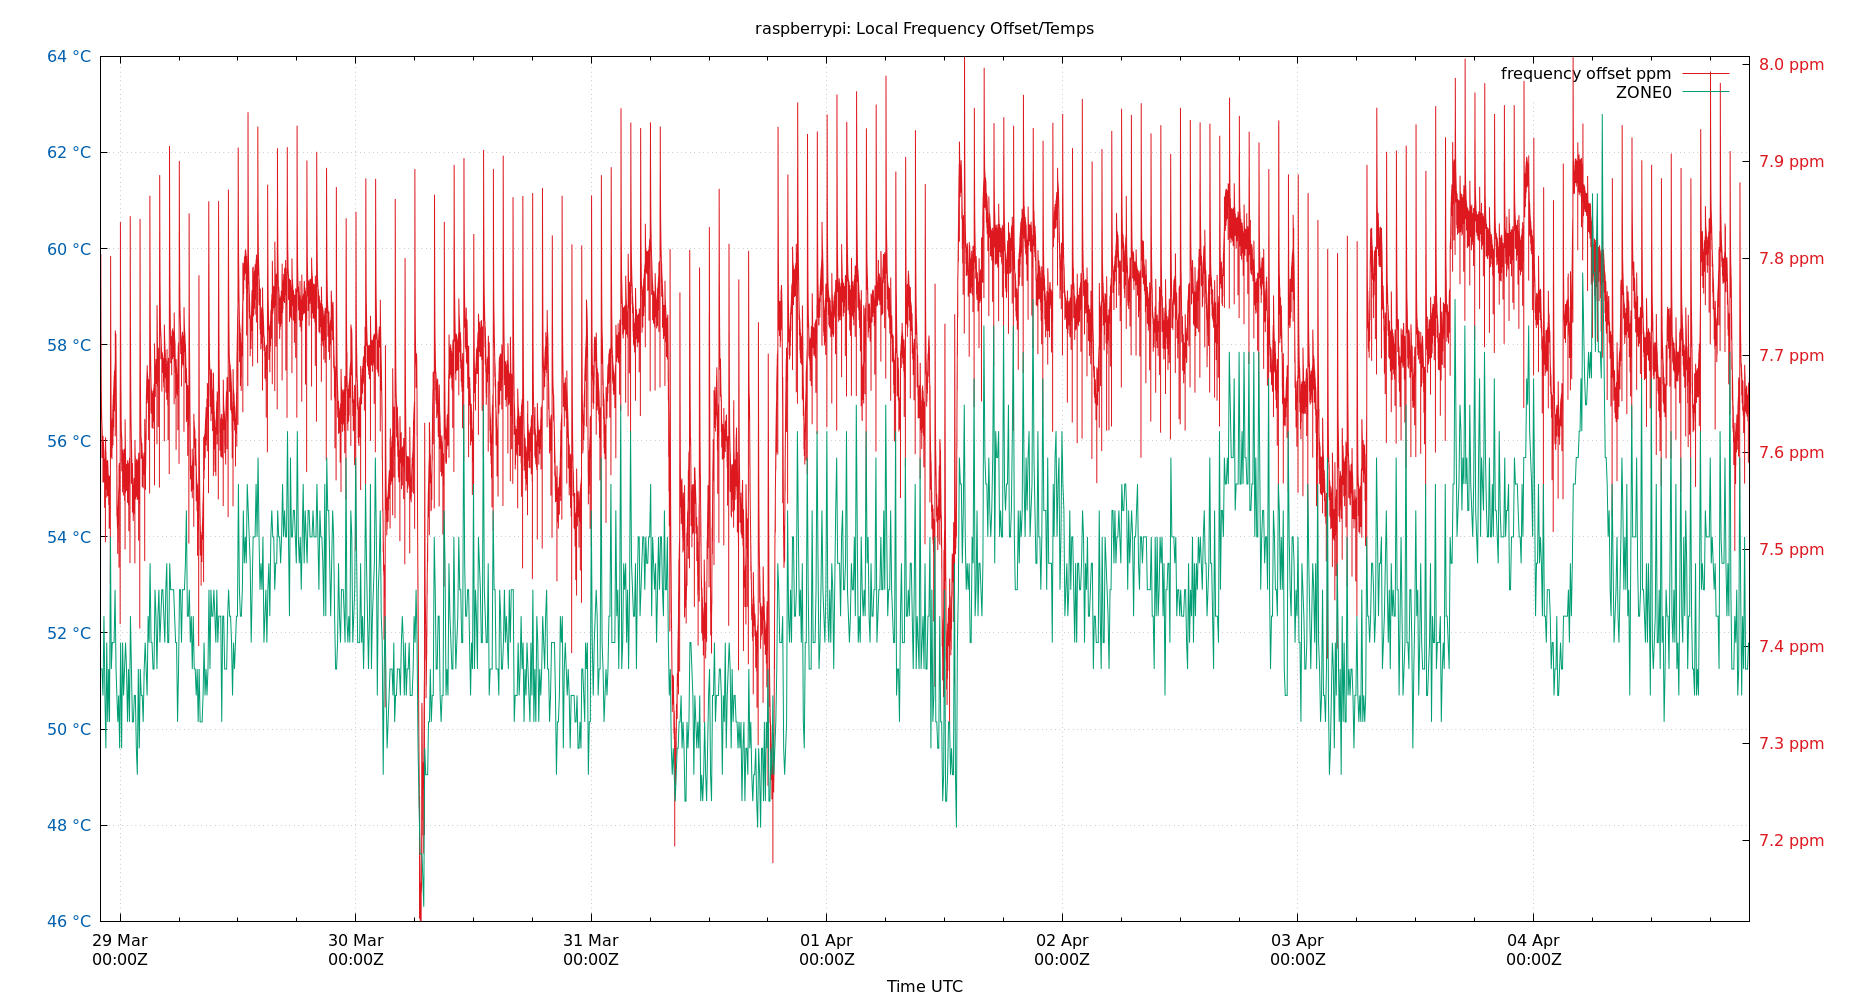 raspberrypi: Local Frequency Offset/Temps
64 °C
62 °C
60 °C
58 °C
56 °C
54 °C
52 °C
50 °C
48 °C
46 °C
8.0 ppm
7.9 ppm
7.8 ppm
7.7 ppm
7.6 ppm
7.5 ppm
7.4 ppm
7.3 ppm
7.2 ppm
frequency offset ppm
ZONE0
29 Mar 30 Mar 31 Mar 01 Apr 02 Apr 03 Apr 04 Apr
00:00Z 00:00Z 00:00Z 00:00Z 00:00Z 00:00Z 00:00Z
Time UTC